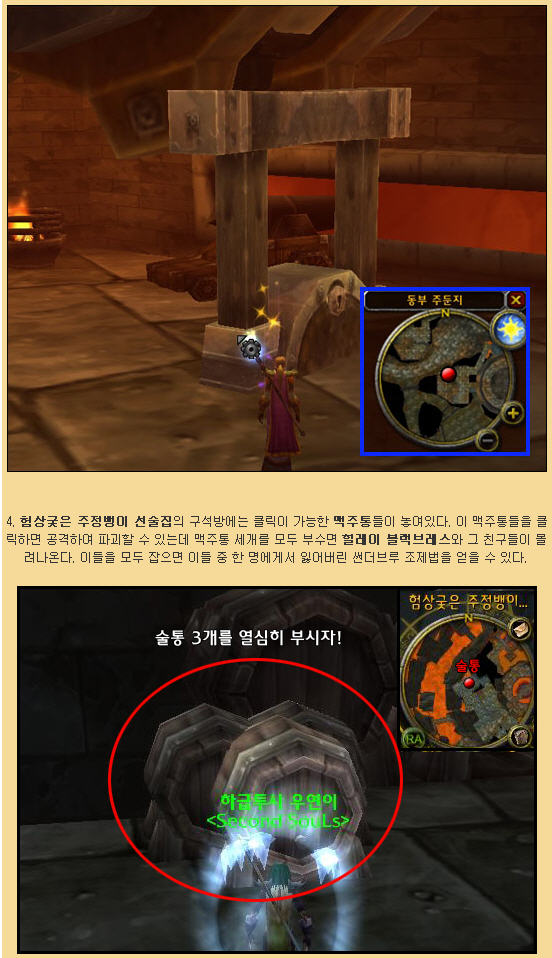 동부 주둔지
N
4. 험상궂은 주정뱅이 선술집의 구석방에는 클릭이 가능한 맥주통들이 놓여있다. 이 맥주통들을 클
릭하면 공격하여 파괴할 수 있는데 맥주통 세개를 모두 부수면 헐레이 블랙브레스와 그 친구들이 몰
려나온다. 이들을 모두 잡으면 이들 중 한 명에게서 잃어버린 썬더브루 조제법을 얻을 수 있다.
술통 3개를 열심히 부시자!
험상궂은 주정뱅이...
N
술통
RA
하급투사 우연이
<Second SouLs>